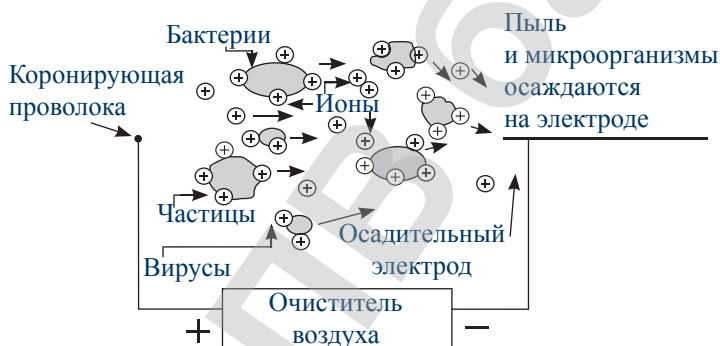 Бактерии
Коронирующая
проволока
Ионы
Пыль
и микроорганизмы
осаждаются
на электроде
Частицы
Вирусы
Осадительный
электрод
Очиститель
воздуха
+
−